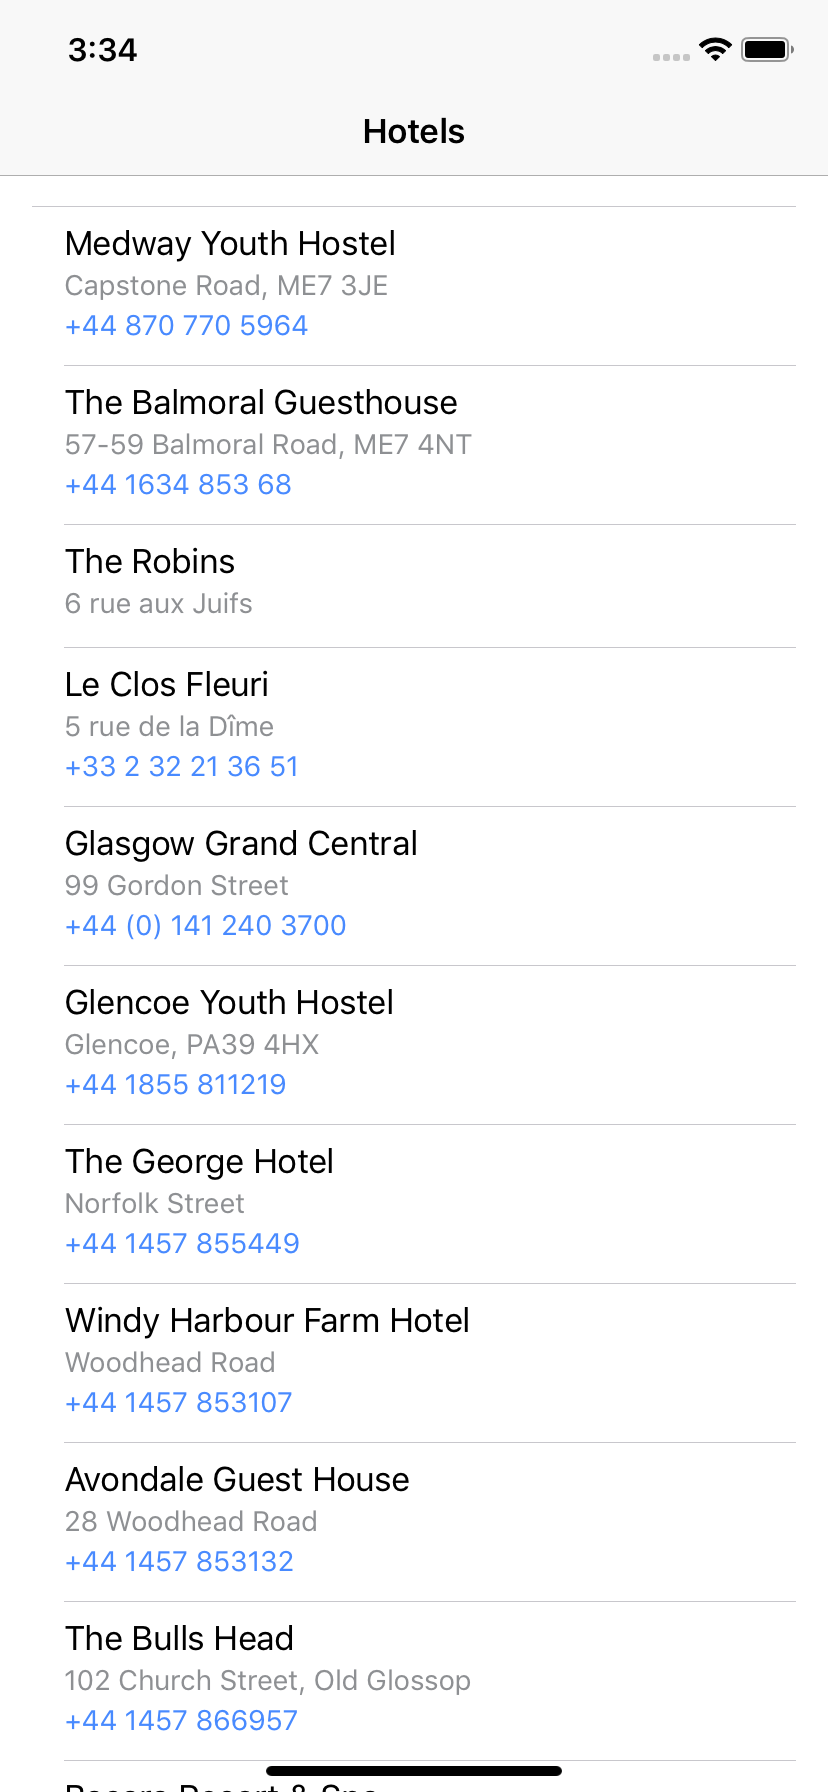 3:34
Hotels
Medway Youth Hostel
Capstone Road, ME7 3JE
+44 870 770 5964
The Balmoral Guesthouse
57-59 Balmoral Road, ME7 4NT
+44 1634 853 68
The Robins
6 rue aux Juifs
Le Clos Fleuri
5 rue de la Dîme
+33 2 32 21 36 51
Glasgow Grand Central
99 Gordon Street
+44 (0) 141 240 3700
Glencoe Youth Hostel
Glencoe, PA39 4HX
+44 1855 811219
The George Hotel
Norfolk Street
+44 1457 855449
Windy Harbour Farm Hotel
Woodhead Road
+44 1457 853107
Avondale Guest House
28 Woodhead Road
+44 1457 853132
The Bulls Head
102 Church Street, Old Glossop
+44 1457 866957